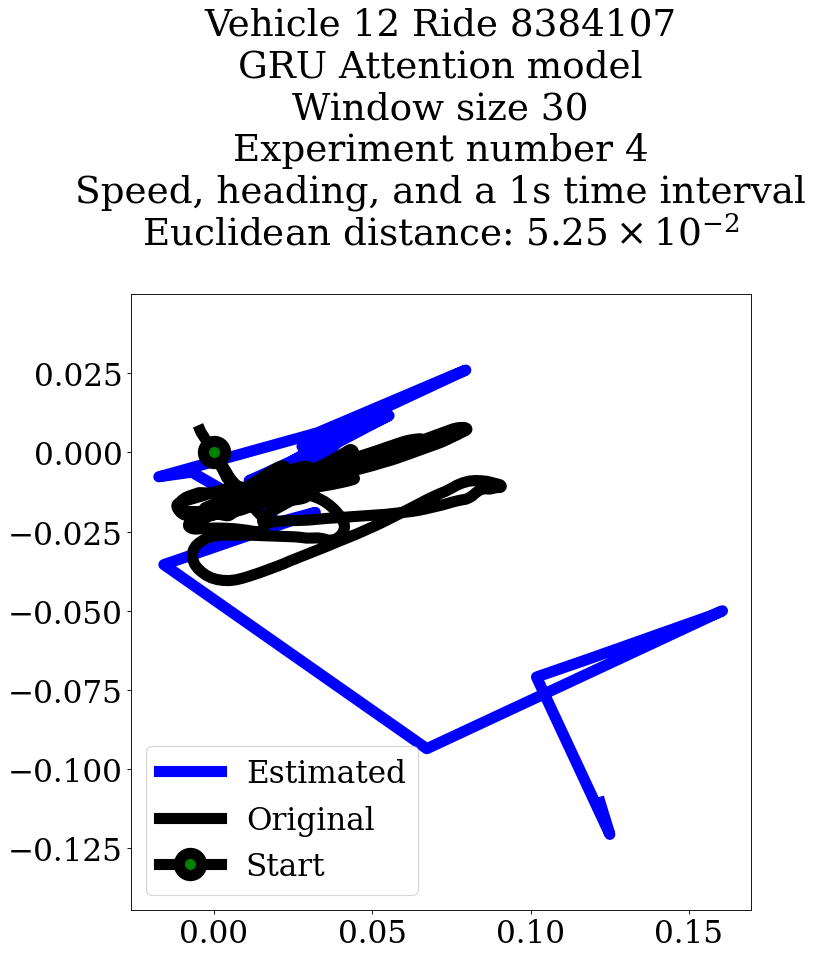 Vehicle 12 Ride 8384107
GRU Attention model
Window size 30
Experiment number 4
Speed, heading, and a 1s time interval
Euclidean distance: 5.25 × 10⁻²
0.025
0.000
−0.025
−0.050
−0.075
−0.100
−0.125
Estimated
Original
Start
0.00 0.05 0.10 0.15